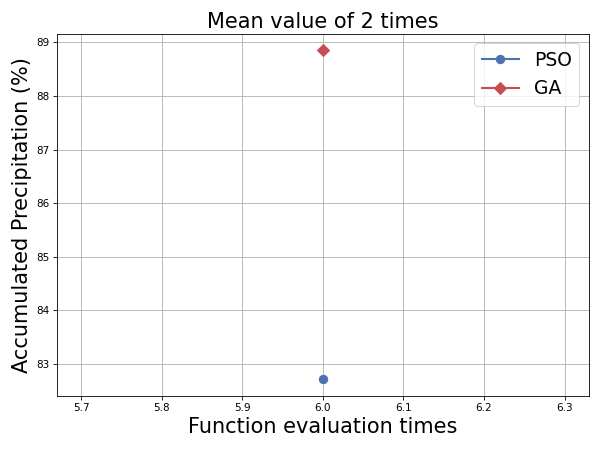 Mean value of 2 times
Accumulated Precipitation (%)
89
88
87
86
85
84
83
PSO
GA
5.7 5.8 5.9 6.0 6.1 6.2 6.3
Function evaluation times